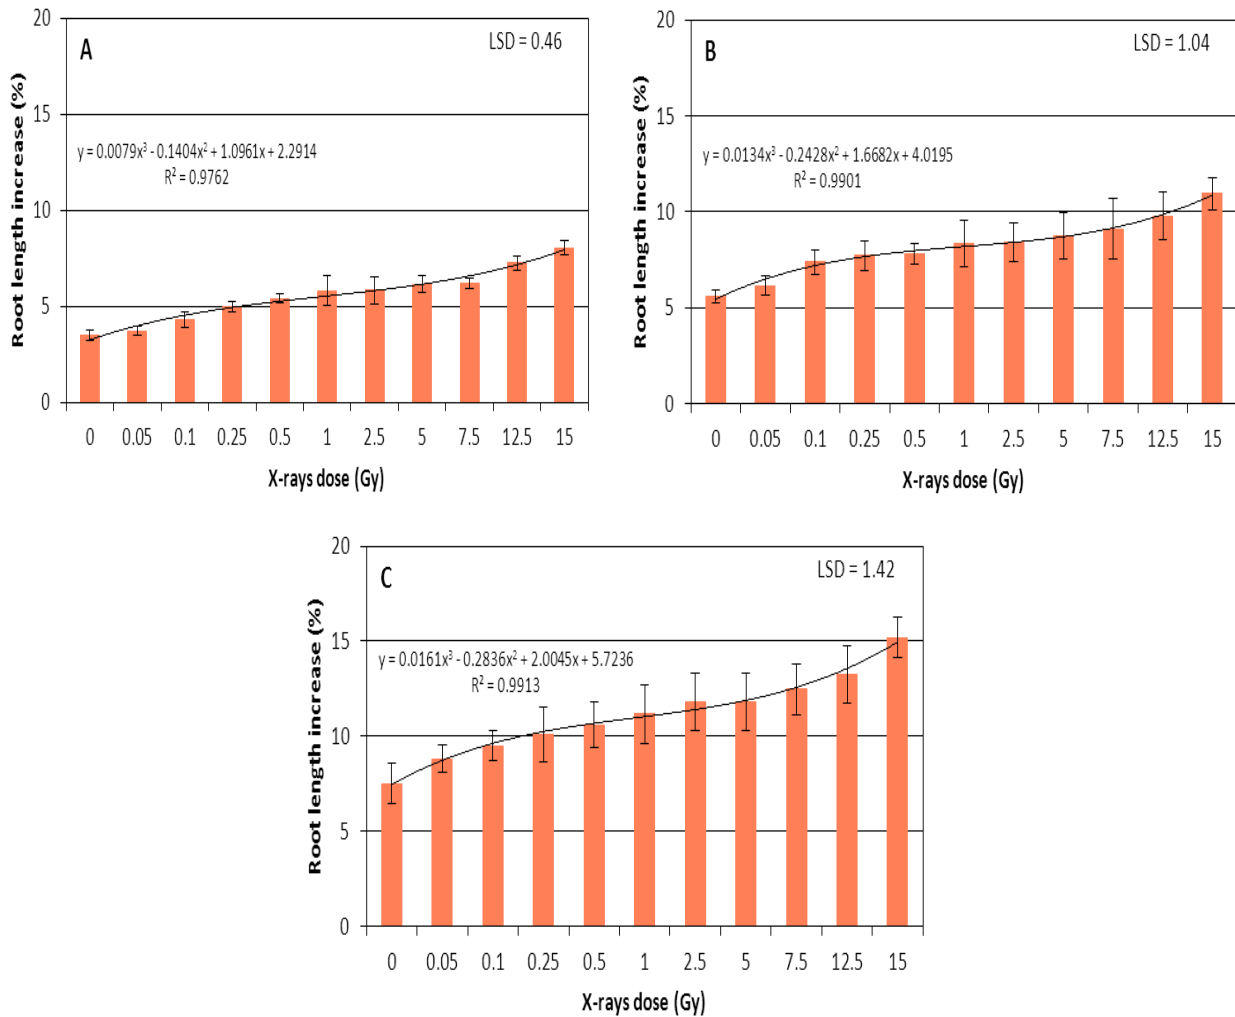 A
LSD = 0.46
Root length increase (%)
20
15
10
5
0
y = 0.0079x³ - 0.1404x² + 1.0961x + 2.2914
R² = 0.9762
0 0.05 0.1 0.25 0.5 1 2.5 5 7.5 12.5 15
X-rays dose (Gy)
B
LSD = 1.04
Root length increase (%)
20
15
10
5
0
y = 0.0134x³ - 0.2428x² + 1.6682x + 4.0195
R² = 0.9901
0 0.05 0.1 0.25 0.5 1 2.5 5 7.5 12.5 15
X-rays dose (Gy)
C
LSD = 1.42
Root length increase (%)
20
15
10
5
0
y = 0.0161x³ - 0.2836x² + 2.0045x + 5.7236
R² = 0.9913
0 0.05 0.1 0.25 0.5 1 2.5 5 7.5 12.5 15
X-rays dose (Gy)